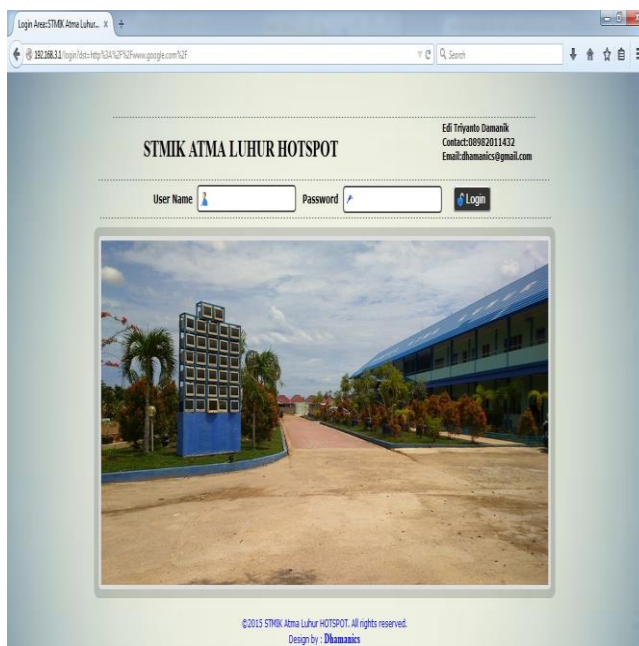 Login Area:STMIK Atma Luhur... x +
192.168.3.1/login?dst=http%3A%2F%2Fwww.google.com%2F
Search
STMIK ATMA LUHUR HOTSPOT
Edi Triyanto Damanik
Contact:08982011432
Email:dhamanics@gmail.com
User Name Password Login
©2015 STMIK Atma Luhur HOTSPOT. All rights reserved.
Design by : Dhamanics